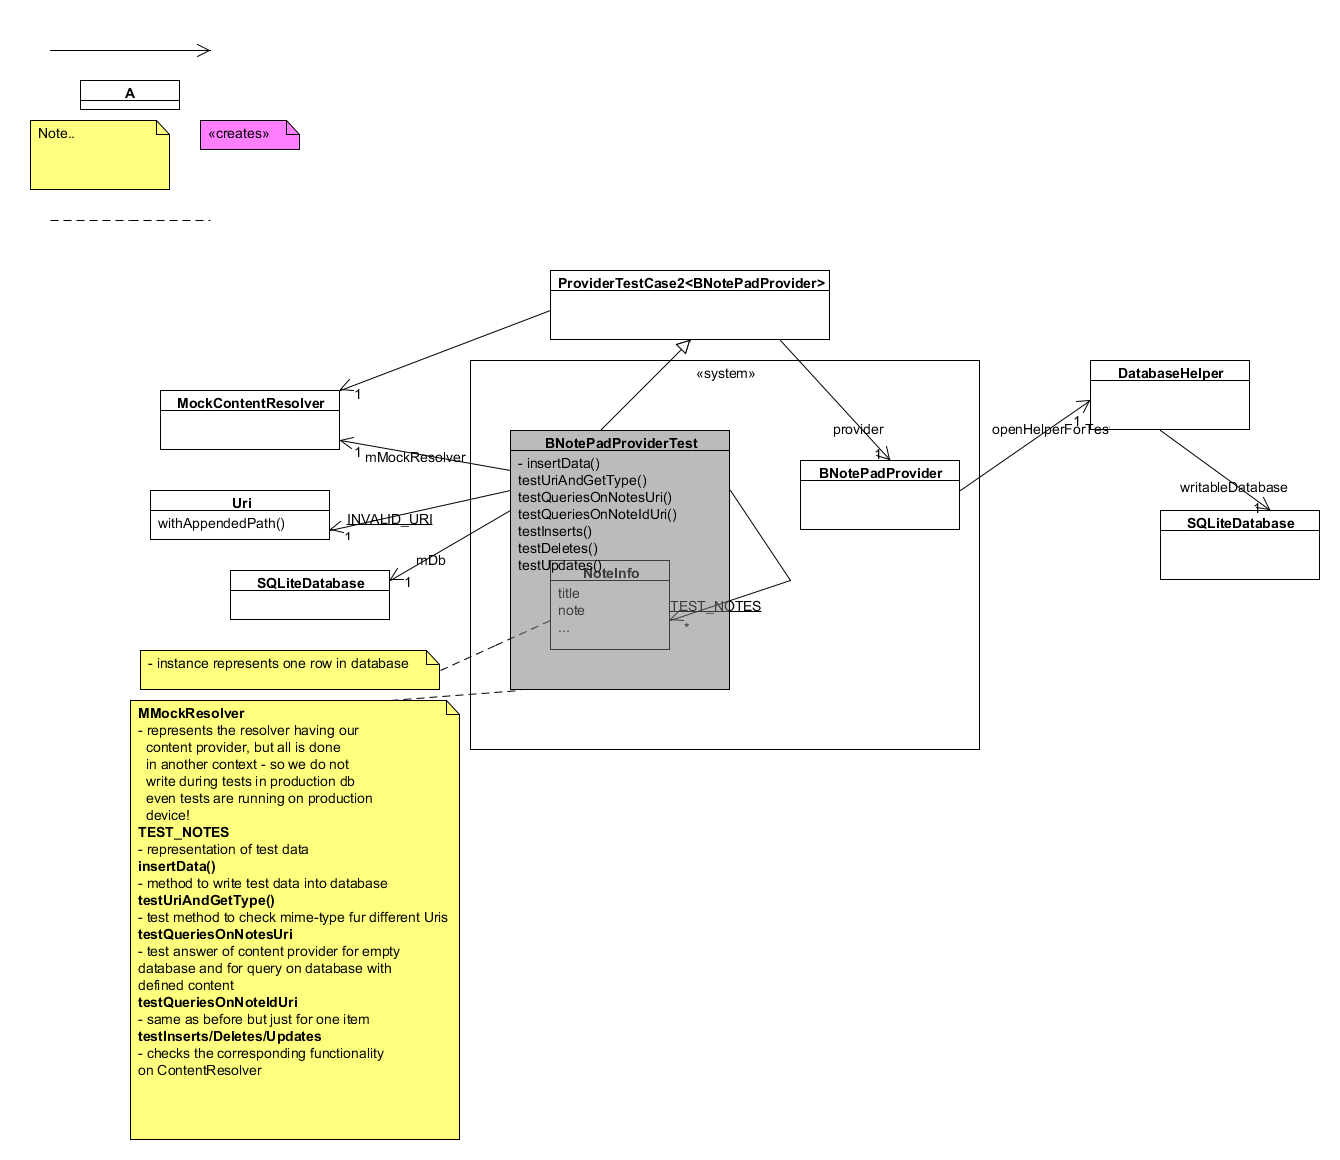 A
Note..
«creates»
ProviderTestCase2<BNotePadProvider>
«system»
DatabaseHelper
1
MockContentResolver
1
mMockResolver
provider
1
openHelperForTes
1
BNotePadProviderTest
- insertData()
testUriAndGetType()
testQueriesOnNotesUri()
testQueriesOnNoteIdUri()
testInserts()
testDeletes()
testUpdates()
BNotePadProvider
writableDatabase
1
SQLiteDatabase
Uri
withAppendedPath()
INVALID_URI
1
mDb
1
SQLiteDatabase
NoteInfo
title
note
...
TEST_NOTES
*
- instance represents one row in database
MMockResolver
- represents the resolver having our
content provider, but all is done
in another context - so we do not
write during tests in production db
even tests are running on production
device!
TEST_NOTES
- representation of test data
insertData()
- method to write test data into database
testUriAndGetType()
- test method to check mime-type fur different Uris
testQueriesOnNotesUri
- test answer of content provider for empty
database and for query on database with
defined content
testQueriesOnNoteIdUri
- same as before but just for one item
testInserts/Deletes/Updates
- checks the corresponding functionality
on ContentResolver